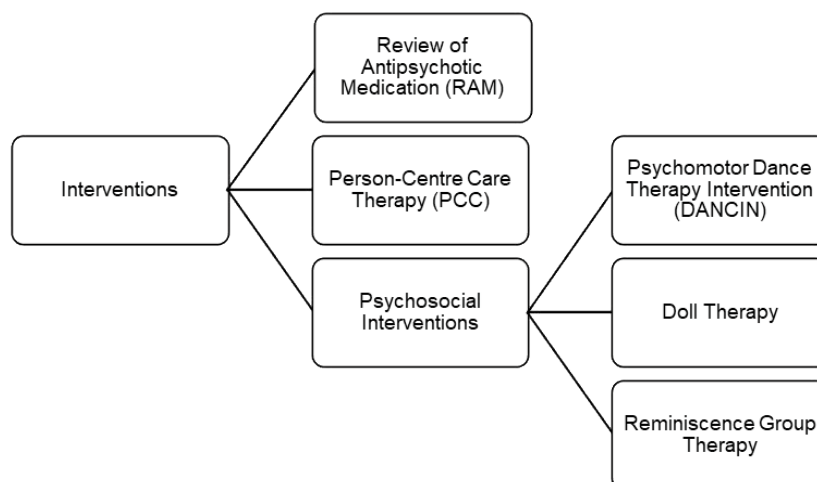 Review of
Antipsychotic
Medication (RAM)
Interventions
Person-Centre Care
Therapy (PCC)
Psychosocial
Interventions
Psychomotor Dance
Therapy Intervention
(DANCIN)
Doll Therapy
Reminiscence Group
Therapy